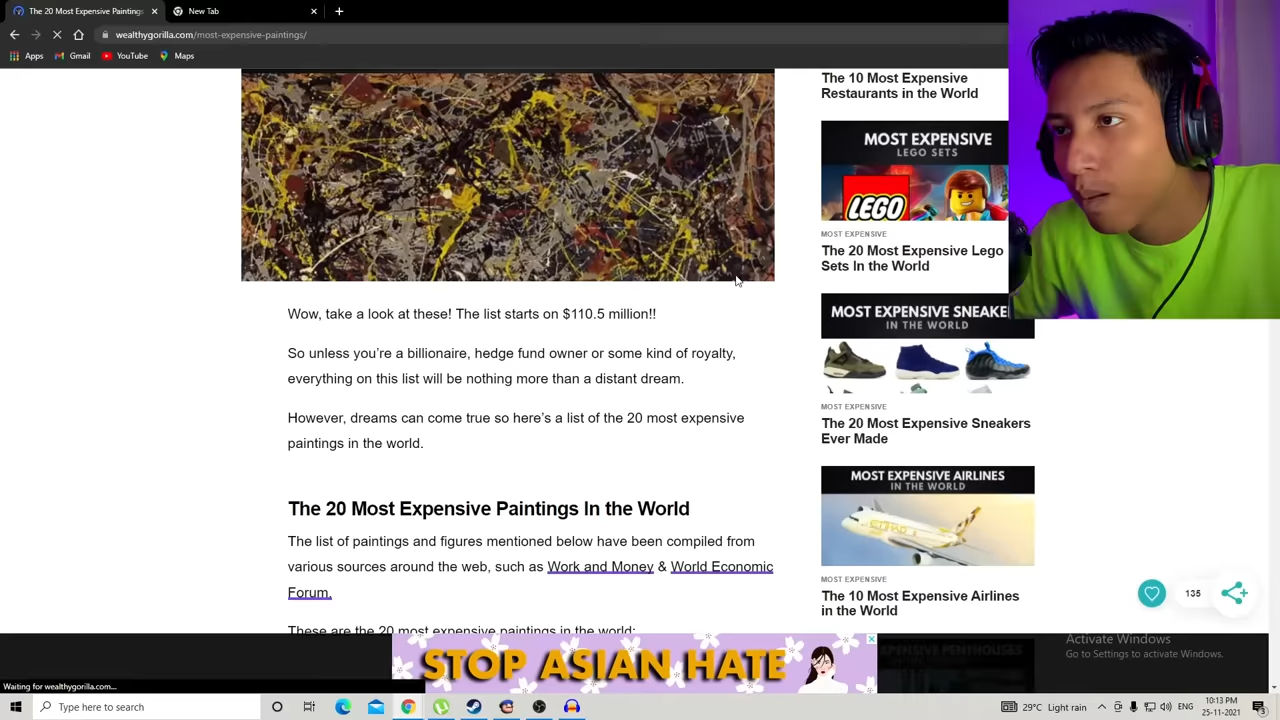 The 20 Most Expensive Paintings
New Tab
wealthygorilla.com/most-expensive-paintings/
Apps
Gmail
YouTube
Maps
Wow, take a look at these! The list starts on $110.5 million!!
So unless you’re a billionaire, hedge fund owner or some kind of royalty,
everything on this list will be nothing more than a distant dream.
However, dreams can come true so here’s a list of the 20 most expensive
paintings in the world.
The 20 Most Expensive Paintings In the World
The list of paintings and figures mentioned below have been compiled from
various sources around the web, such as Work and Money & World Economic
Forum.
These are the 20 most expensive paintings in the world:
The 10 Most Expensive
Restaurants in the World
MOST EXPENSIVE
LEGO SETS
LEGO
MOST EXPENSIVE
The 20 Most Expensive Lego
Sets In the World
MOST EXPENSIVE SNEAKE
IN THE WORLD
MOST EXPENSIVE
The 20 Most Expensive Sneakers
Ever Made
MOST EXPENSIVE AIRLINES
IN THE WORLD
ETIHAD
MOST EXPENSIVE
The 10 Most Expensive Airlines
in the World
135
STOP ASIAN HATE
EXPENSIVE PENTHOUSES
Activate Windows
Go to Settings to activate Windows.
Waiting for wealthygorilla.com...
Type here to search
29°C Light rain
ENG
10:13 PM
25-11-2021
3